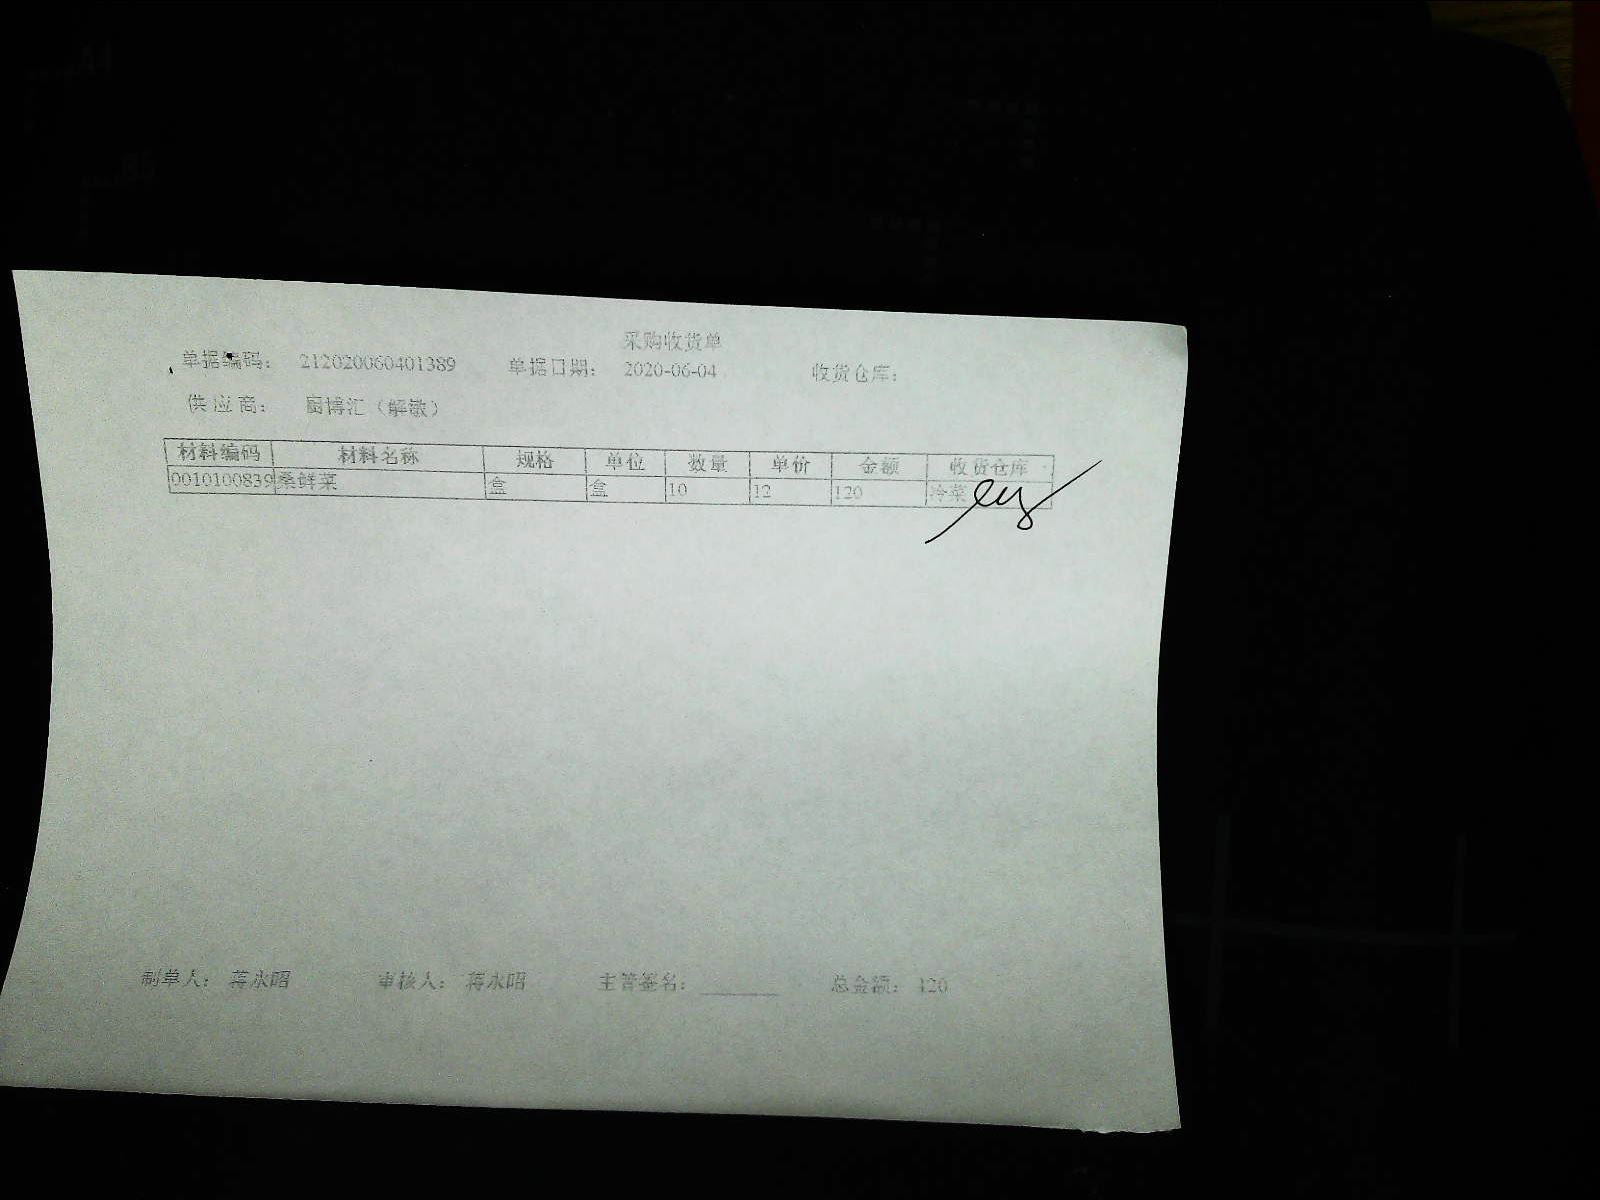 采购收货单
单据编码： 212020060401389 单据日期： 2020-06-04 收货仓库：
供应商： 厨博汇（解敏）
材料编码 材料名称 规格 单位 数量 单价 金额 收货仓库
0010100839 桑鲜菜 盒 盒 10 12 120 冷菜
制单人： 蒋永昭 审核人： 蒋永昭 主管签名： 总金额： 120